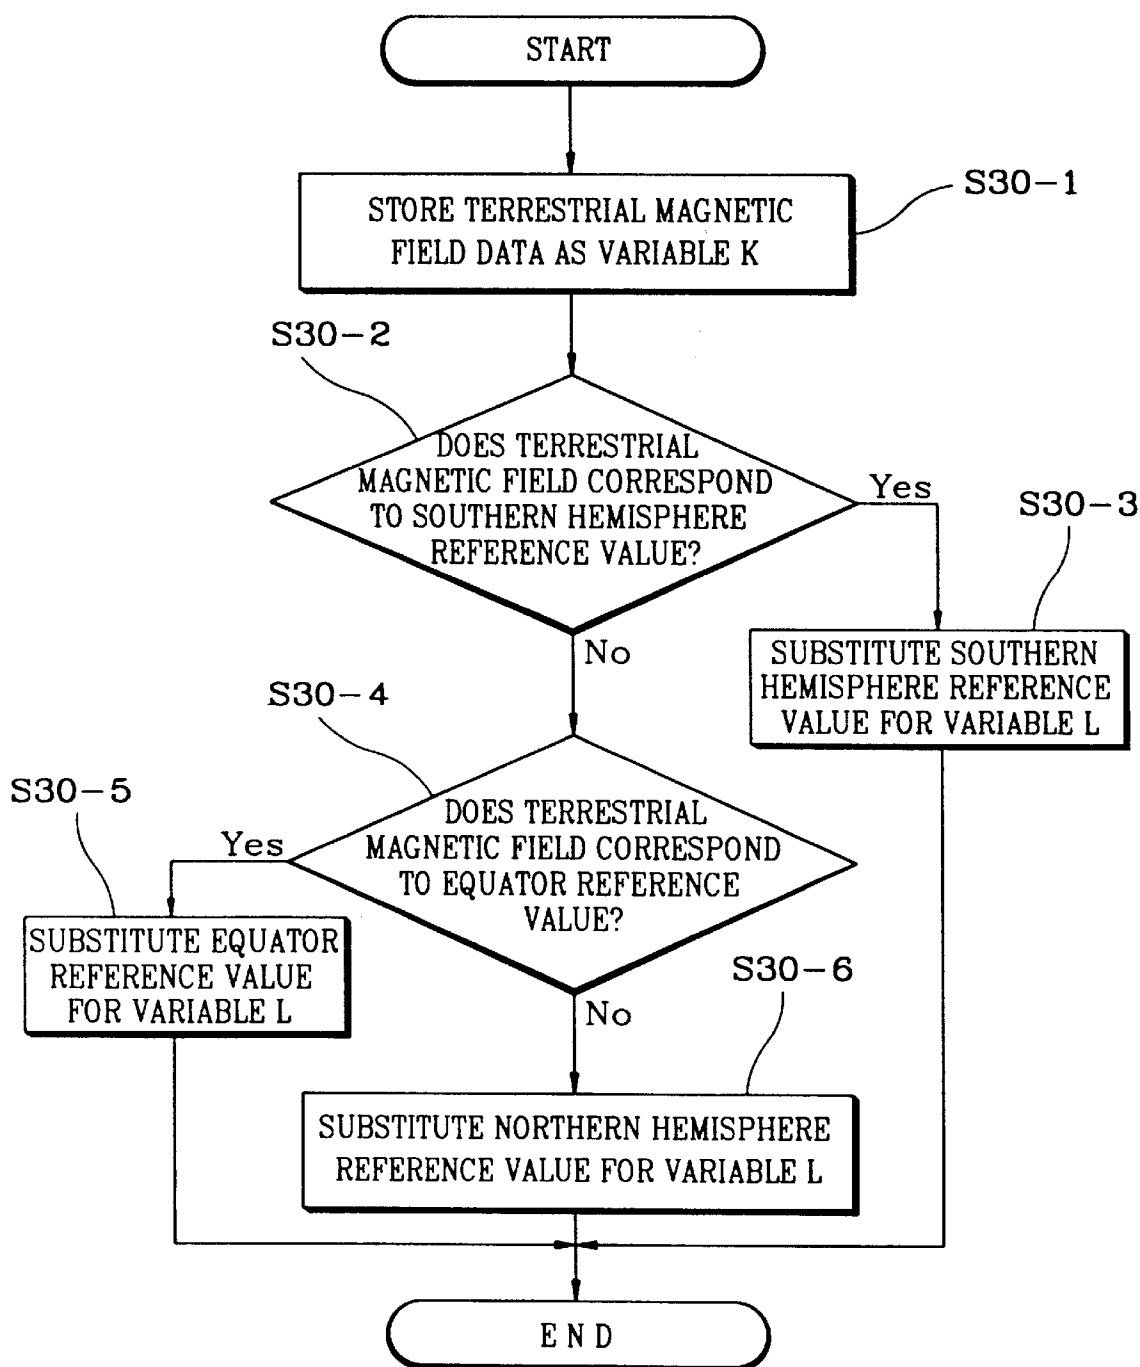 START
S30-1
STORE TERRESTRIAL MAGNETIC
FIELD DATA AS VARIABLE K
S30-2
DOES TERRESTRIAL
MAGNETIC FIELD CORRESPOND
TO SOUTHERN HEMISPHERE
REFERENCE VALUE?
Yes
S30-3
No
SUBSTITUTE SOUTHERN
HEMISPHERE REFERENCE
VALUE FOR VARIABLE L
S30-4
DOES TERRESTRIAL
MAGNETIC FIELD CORRESPOND
TO EQUATOR REFERENCE
VALUE?
S30-5
Yes
SUBSTITUTE EQUATOR
REFERENCE VALUE
FOR VARIABLE L
No
S30-6
SUBSTITUTE NORTHERN HEMISPHERE
REFERENCE VALUE FOR VARIABLE L
END